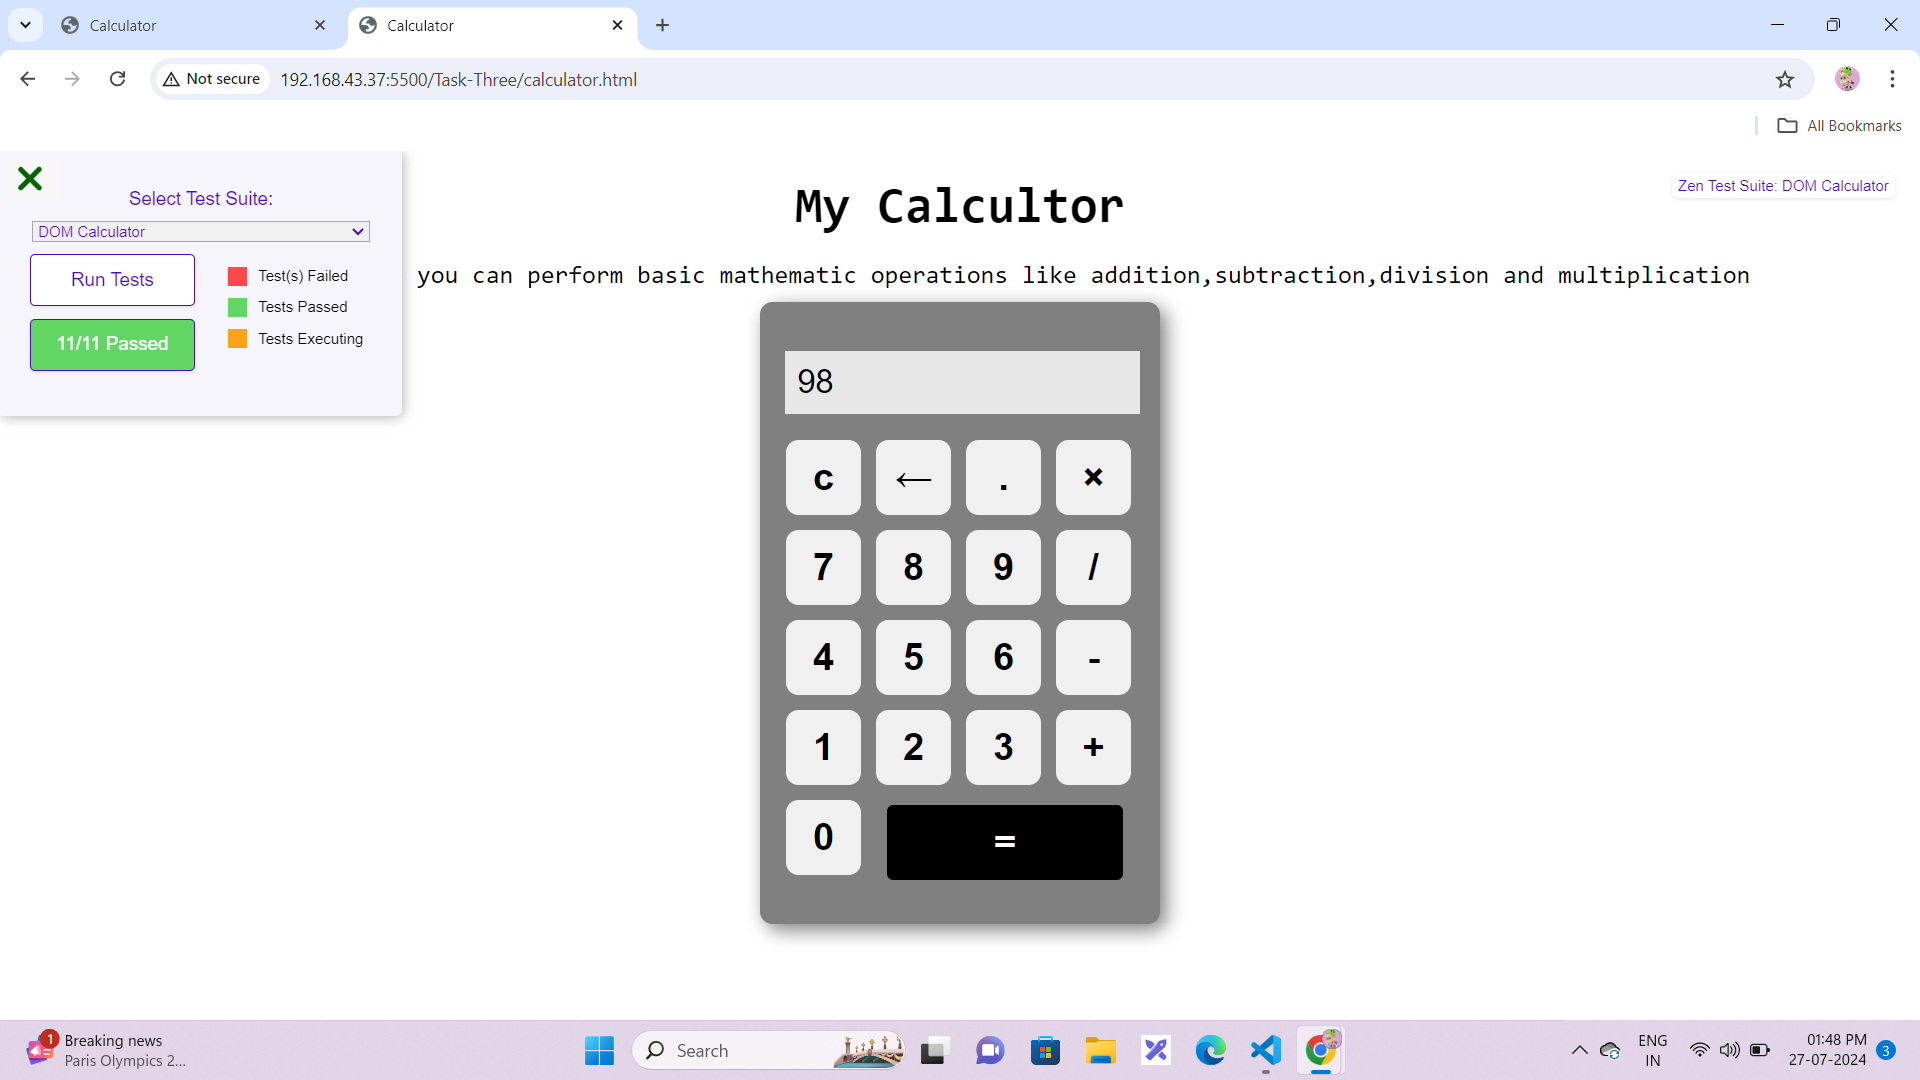 Calculator
Calculator
Not secure
192.168.43.37:5500/Task-Three/calculator.html
All Bookmarks
Select Test Suite:
DOM Calculator
Run Tests
11/11 Passed
Test(s) Failed
Tests Passed
Tests Executing
My Calcultor
Zen Test Suite: DOM Calculator
you can perform basic mathematic operations like addition,subtraction,division and multiplication
98
c ← . ×
7 8 9 /
4 5 6 -
1 2 3 +
0 =
1
Breaking news
Paris Olympics 2...
Search
ENG
IN
01:48 PM
27-07-2024
3